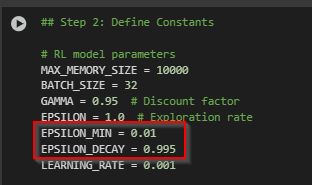 ## Step 2: Define Constants
# RL model parameters
MAX_MEMORY_SIZE = 10000
BATCH_SIZE = 32
GAMMA = 0.95  # Discount factor
EPSILON = 1.0  # Exploration rate
EPSILON_MIN = 0.01
EPSILON_DECAY = 0.995
LEARNING_RATE = 0.001